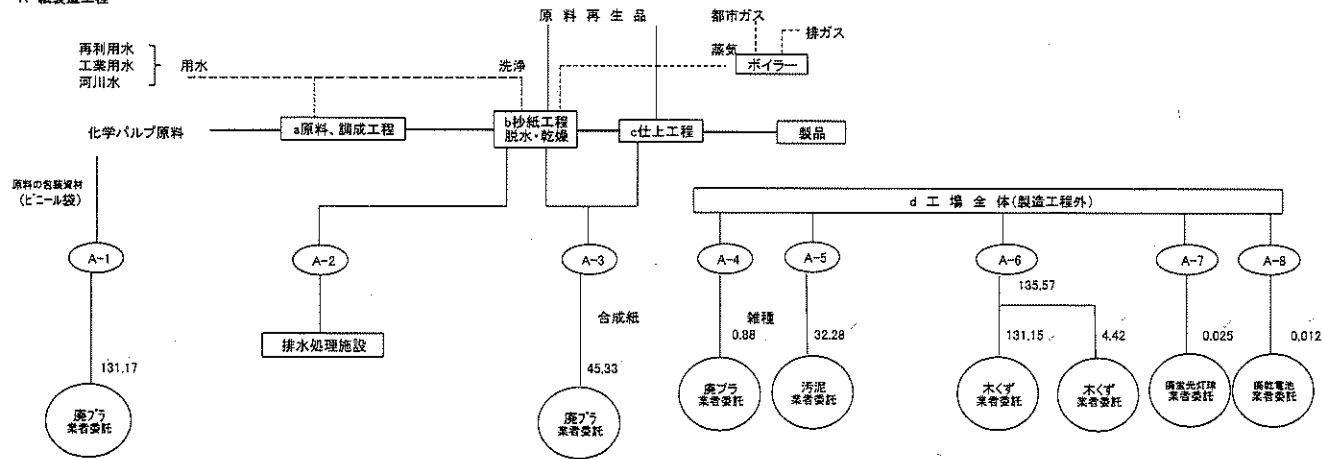 A 紙製造工程
原料再生品
都市ガス
排ガス
再利用水
工業用水
河川水
用水
洗浄
蒸気
ボイラー
化学パルプ原料
a原料、調成工程
b抄紙工程
脱水・乾燥
c仕上工程
製品
原料の包装資材
(ビニール袋)
d 工場全体(製造工程外)
A-1
A-2
A-3
A-4
A-5
A-6
A-7
A-8
135.57
合成紙
雑種
排水処理施設
131.17
45.33
0.88
32.28
131.15
4.42
0.025
0.012
廃プラ
業者委託
廃プラ
業者委託
廃プラ
業者委託
汚泥
業者委託
木くず
業者委託
木くず
業者委託
廃蛍光灯球
業者委託
廃乾電池
業者委託